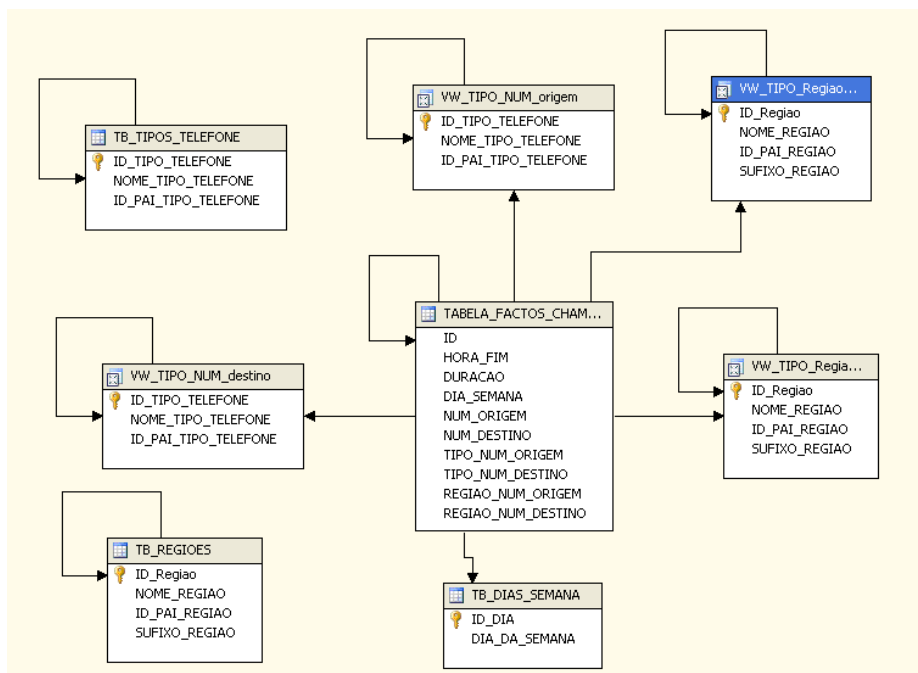 TB_TIPOS_TELEFONE
ID_TIPO_TELEFONE
NOME_TIPO_TELEFONE
ID_PAI_TIPO_TELEFONE
VW_TIPO_NUM_origem
ID_TIPO_TELEFONE
NOME_TIPO_TELEFONE
ID_PAI_TIPO_TELEFONE
VW_TIPO_Regiao...
ID_Regiao
NOME_REGIAO
ID_PAI_REGIAO
SUFIXO_REGIAO
VW_TIPO_NUM_destino
ID_TIPO_TELEFONE
NOME_TIPO_TELEFONE
ID_PAI_TIPO_TELEFONE
TABELA_FACTOS_CHAM...
ID
HORA_FIM
DURACAO
DIA_SEMANA
NUM_ORIGEM
NUM_DESTINO
TIPO_NUM_ORIGEM
TIPO_NUM_DESTINO
REGIAO_NUM_ORIGEM
REGIAO_NUM_DESTINO
VW_TIPO_Regia...
ID_Regiao
NOME_REGIAO
ID_PAI_REGIAO
SUFIXO_REGIAO
TB_REGIOES
ID_Regiao
NOME_REGIAO
ID_PAI_REGIAO
SUFIXO_REGIAO
TB_DIAS_SEMANA
ID_DIA
DIA_DA_SEMANA